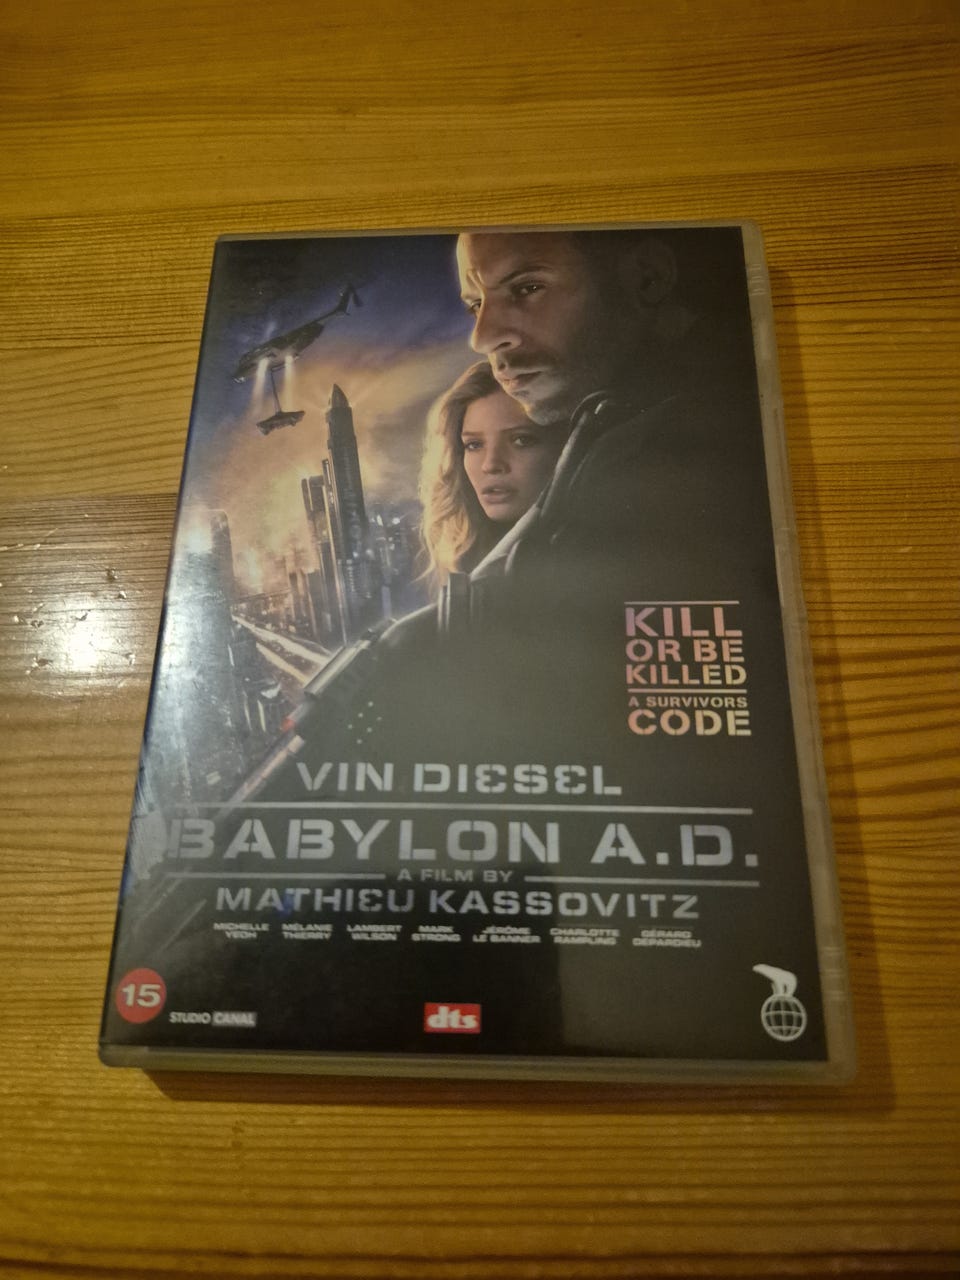 KILL
OR BE
KILLED
A SURVIVORS
CODE
VIN DIESEL
BABYLON A.D.
A FILM BY
MATHIEU KASSOVITZ
MICHELLE YEOH MÉLANIE THIERRY LAMBERT WILSON MARK STRONG JÉRÔME LE BANNER CHARLOTTE RAMPLING GÉRARD DEPARDIEU
15
STUDIO CANAL
dts